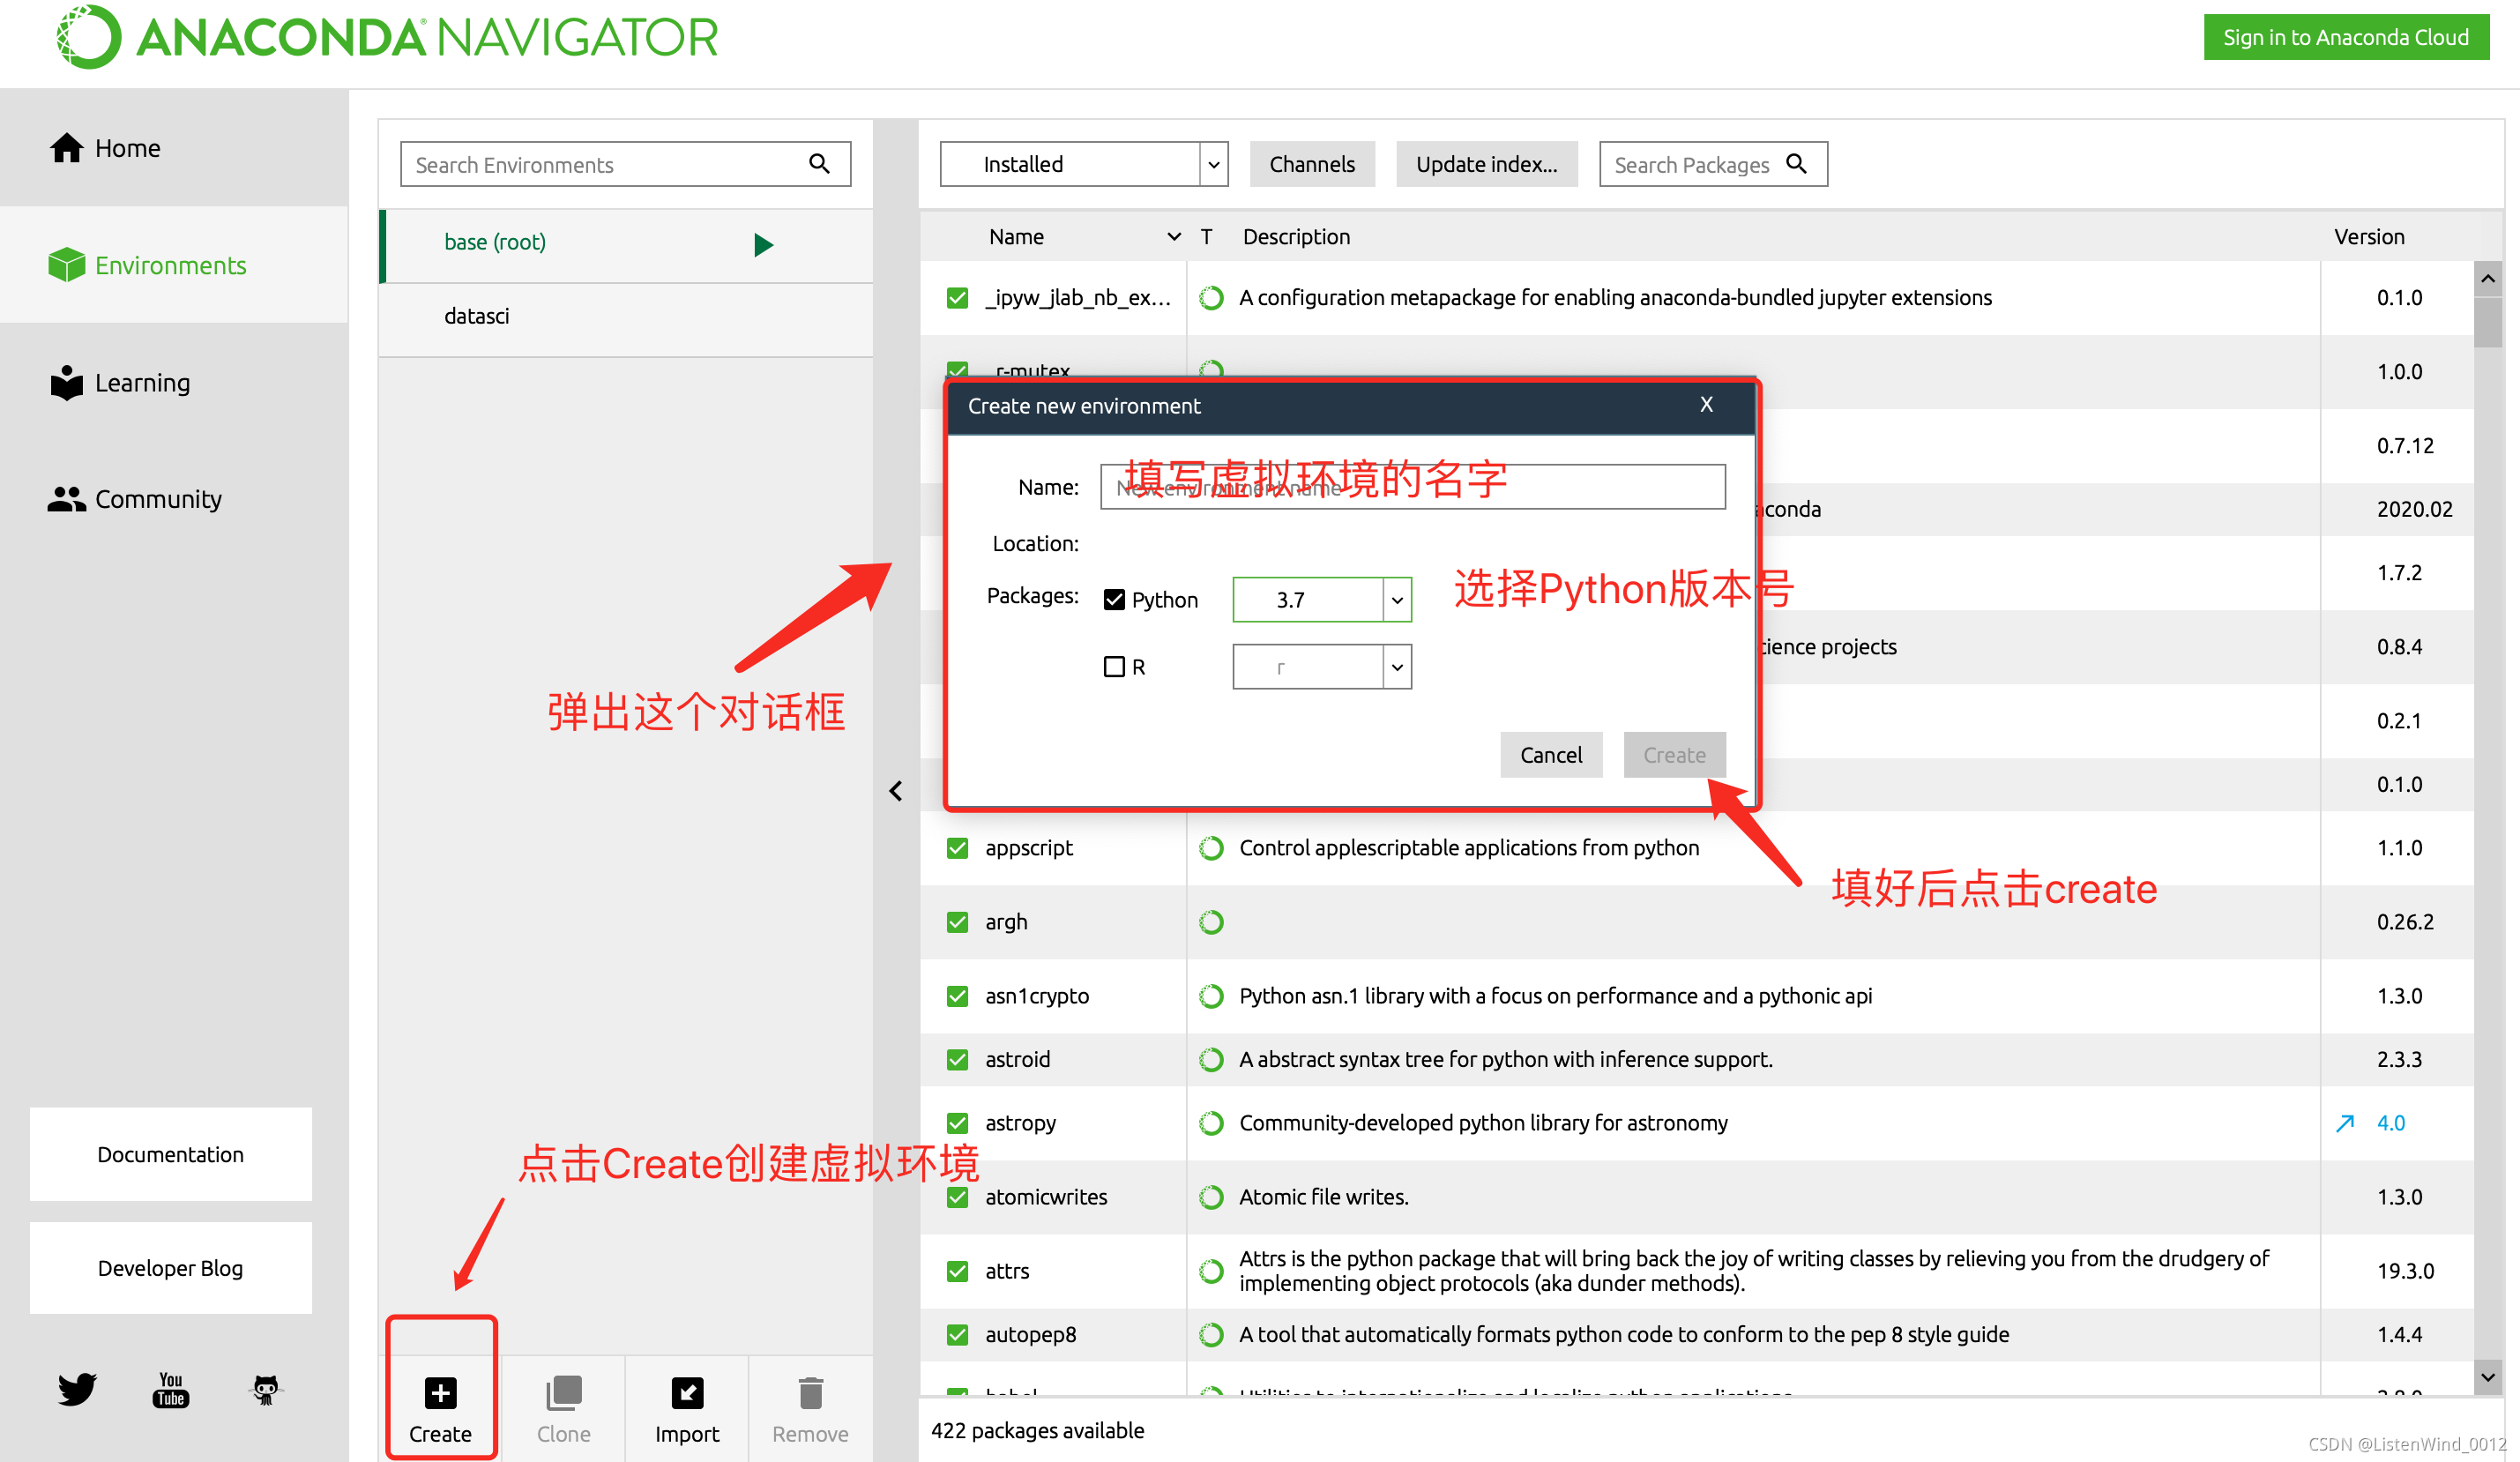 ANACONDA® NAVIGATOR
Sign in to Anaconda Cloud
Home
Environments
Learning
Community
Documentation
Developer Blog
You
Tube
Search Environments
base (root)
datasci
弹出这个对话框
点击Create创建虚拟环境
Create
Clone
Import
Remove
Installed
Channels
Update index...
Search Packages
Name T Description Version
_ipyw_jlab_nb_ex... A configuration metapackage for enabling anaconda-bundled jupyter extensions 0.1.0
_r-mutex 1.0.0
0.7.12
aconda 2020.02
1.7.2
cience projects 0.8.4
0.2.1
0.1.0
Create new environment X
Name: New environment name
填写虚拟环境的名字
Location:
Packages: Python 3.7
选择Python版本号
R r
Cancel Create
填好后点击create
appscript Control applescriptable applications from python 1.1.0
argh 0.26.2
asn1crypto Python asn.1 library with a focus on performance and a pythonic api 1.3.0
astroid A abstract syntax tree for python with inference support. 2.3.3
astropy Community-developed python library for astronomy 4.0
atomicwrites Atomic file writes. 1.3.0
attrs Attrs is the python package that will bring back the joy of writing classes by relieving you from the drudgery of
implementing object protocols (aka dunder methods). 19.3.0
autopep8 A tool that automatically formats python code to conform to the pep 8 style guide 1.4.4
422 packages available
CSDN @ListenWind_0012